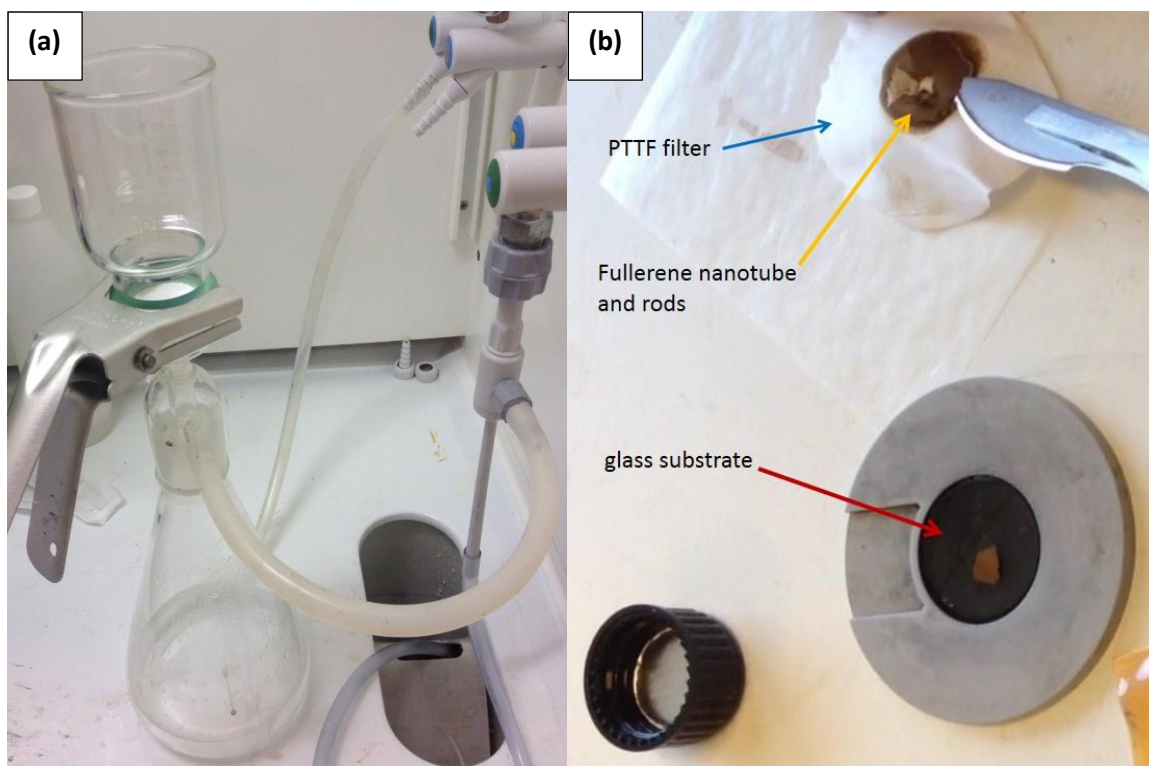 (a)
(b)
PTTF filter
Fullerene nanotube
and rods
glass substrate